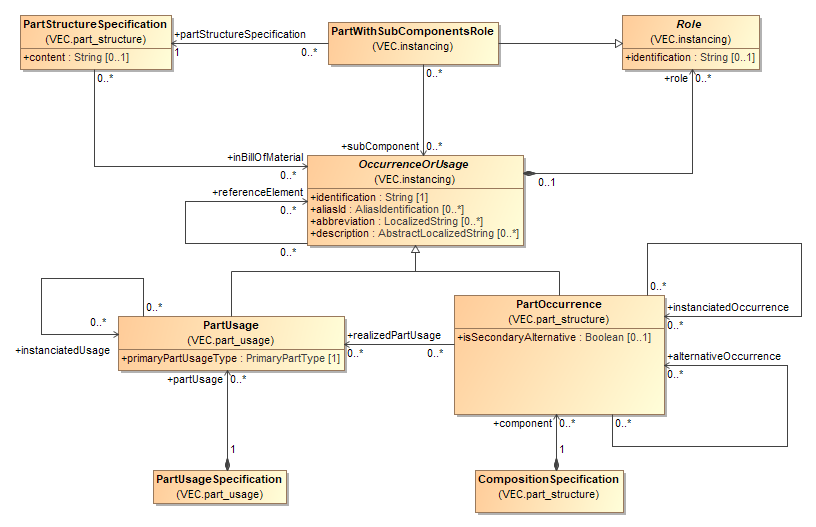 PartStructureSpecification
(VEC.part_structure)
+content : String [0..1]
+partStructureSpecification
1
0..*
PartWithSubComponentsRole
(VEC.instancing)
Role
(VEC.instancing)
+identification : String [0..1]
0..*
0..*
+role
0..*
+inBillOfMaterial
0..*
+subComponent
0..*
OccurrenceOrUsage
(VEC.instancing)
+identification : String [1]
+aliasId : AliasIdentification [0..*]
+abbreviation : LocalizedString [0..*]
+description : AbstractLocalizedString [0..*]
0..1
+referenceElement
0..*
0..*
0..*
0..*
+instanciatedUsage
PartUsage
(VEC.part_usage)
+primaryPartUsageType : PrimaryPartType [1]
+realizedPartUsage
0..*
0..*
PartOccurrence
(VEC.part_structure)
+isSecondaryAlternative : Boolean [0..1]
0..*
+instanciatedOccurrence
0..*
+alternativeOccurrence
0..*
0..*
+partUsage
0..*
1
+component
0..*
1
PartUsageSpecification
(VEC.part_usage)
CompositionSpecification
(VEC.part_structure)